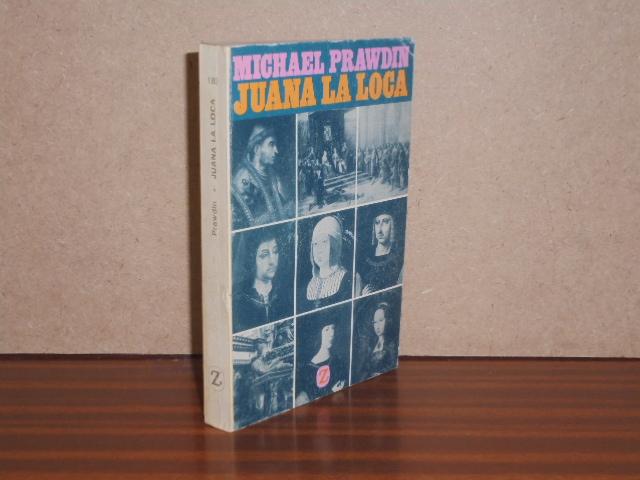 MICHAEL PRAWDIN
JUANA LA LOCA
Prawdin • JUANA LA LOCA
Z
Z